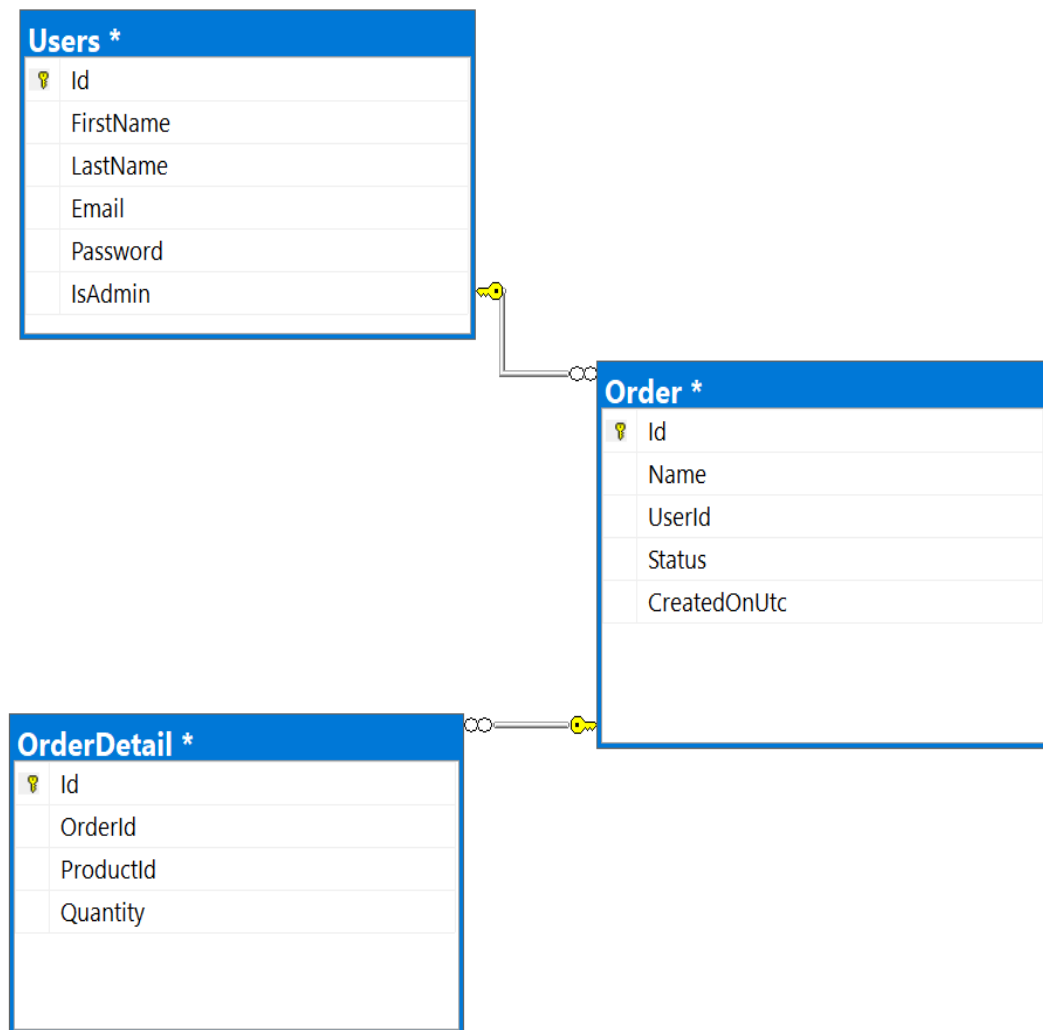 Users *
Id
FirstName
LastName
Email
Password
IsAdmin
Order *
Id
Name
UserId
Status
CreatedOnUtc
OrderDetail *
Id
OrderId
ProductId
Quantity